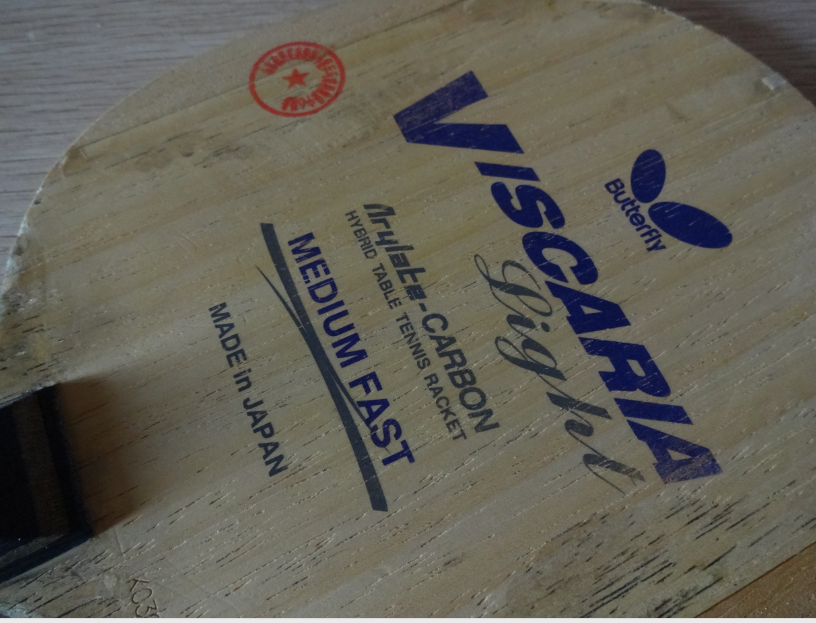 Butterfly
VISCARIA
Light
Arylate-CARBON
HYBRID TABLE TENNIS RACKET
MEDIUM FAST
MADE in JAPAN